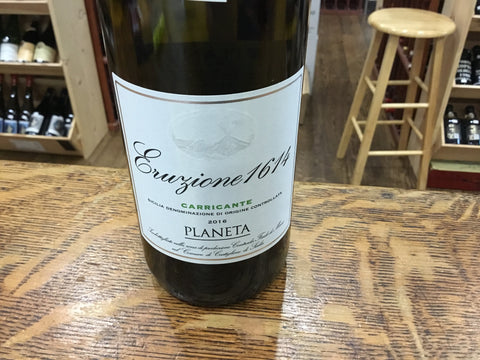 Eruzione 1614
CARRICANTE
SICILIA DENOMINAZIONE DI ORIGINE CONTROLLATA
2016
PLANETA